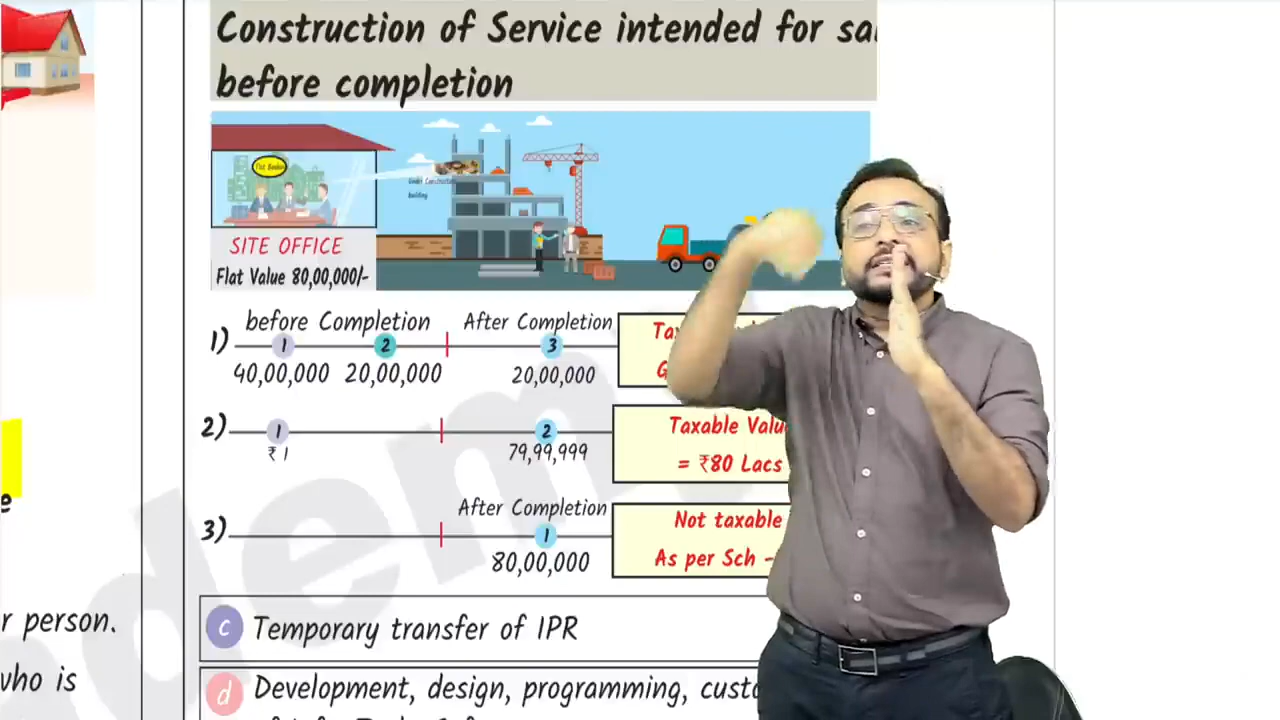 Construction of Service intended for
before completion
Under Construction
building
SITE OFFICE
Flat Value 80,00,000/-
1) before Completion After Completion
1 2 3
40,00,000 20,00,000 20,00,000
2) 1 2
₹ 1 79,99,999
Taxable
= ₹80 Lacs
After Completion
3) 1
80,00,000
Not taxable
As per Sch -
e
r person.
who is
c Temporary transfer of IPR
d Development, design, programming,